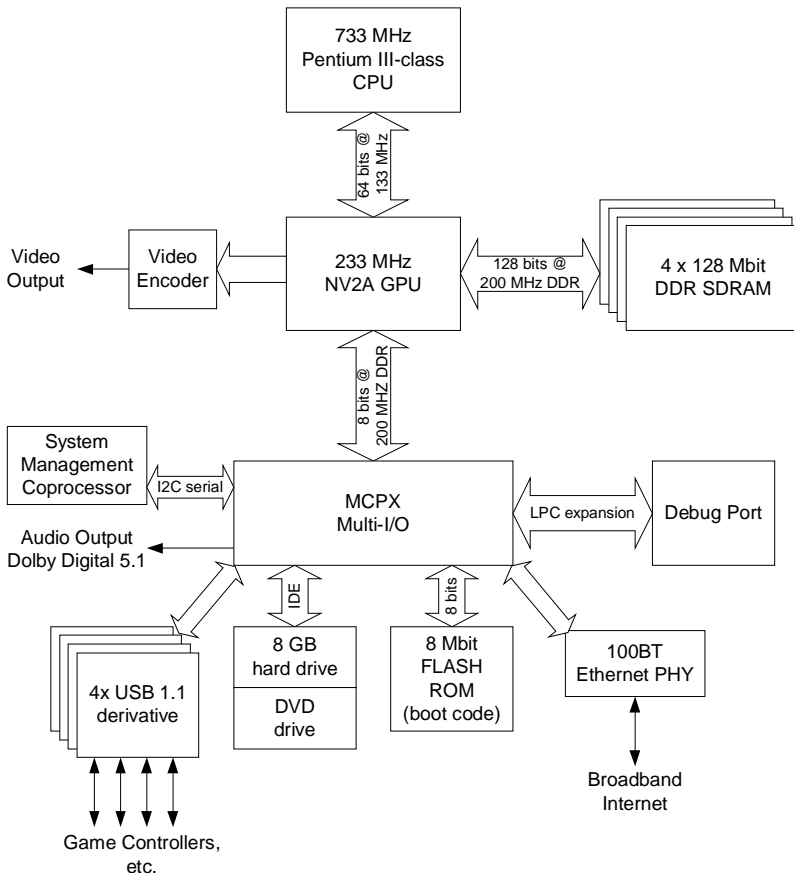 733 MHz
Pentium III-class
CPU
64 bits @
133 MHz
Video
Output
Video
Encoder
233 MHz
NV2A GPU
128 bits @
200 MHz DDR
4 x 128 Mbit
DDR SDRAM
8 bits @
200 MHZ DDR
System
Management
Coprocessor
I2C serial
MCPX
Multi-I/O
LPC expansion
Debug Port
Audio Output
Dolby Digital 5.1
IDE
8 bits
4x USB 1.1
derivative
8 GB
hard drive
DVD
drive
8 Mbit
FLASH
ROM
(boot code)
100BT
Ethernet PHY
Broadband
Internet
Game Controllers,
etc.